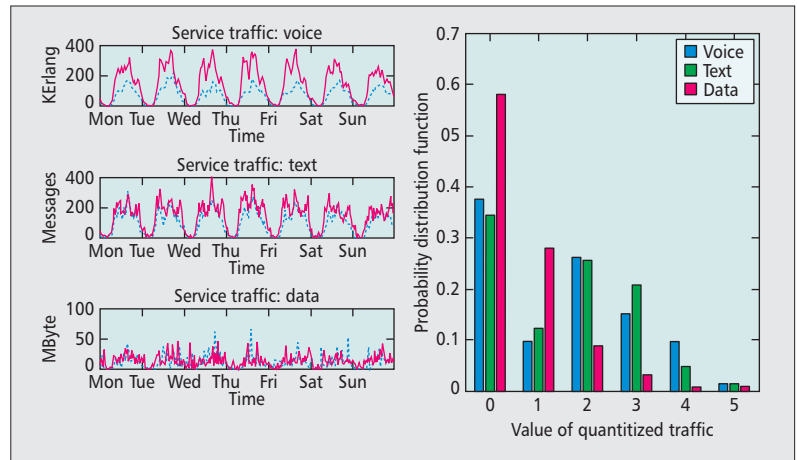 Service traffic: voice
400
200
0
KErlang
Mon Tue Wed Thu Fri Sat Sun
Time
Service traffic: text
400
200
0
Messages
Mon Tue Wed Thu Fri Sat Sun
Time
Service traffic: data
100
50
0
MByte
Mon Tue Wed Thu Fri Sat Sun
Time
0.7
0.6
05
0.4
0.3
0.2
0.1
0
Probability distribution function
Voice
Text
Data
0 1 2 3 4 5
Value of quantitized traffic